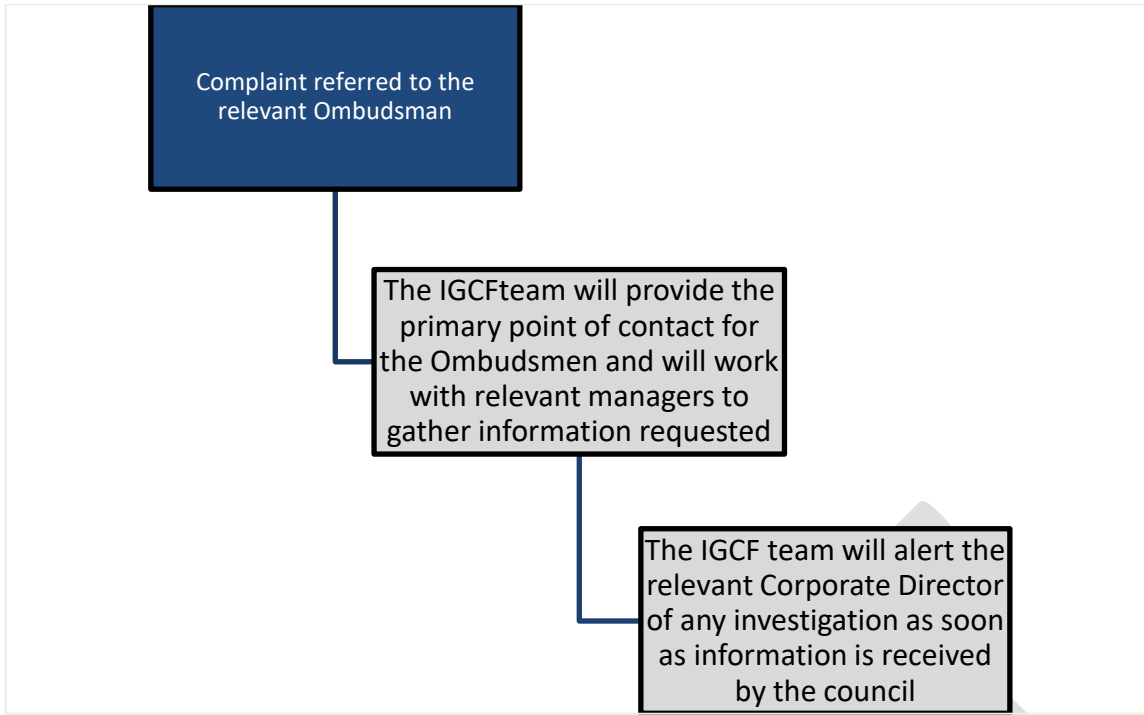 Complaint referred to the
relevant Ombudsman
The IGCFteam will provide the
primary point of contact for
the Ombudsmen and will work
with relevant managers to
gather information requested
The IGCF team will alert the
relevant Corporate Director
of any investigation as soon
as information is received
by the council